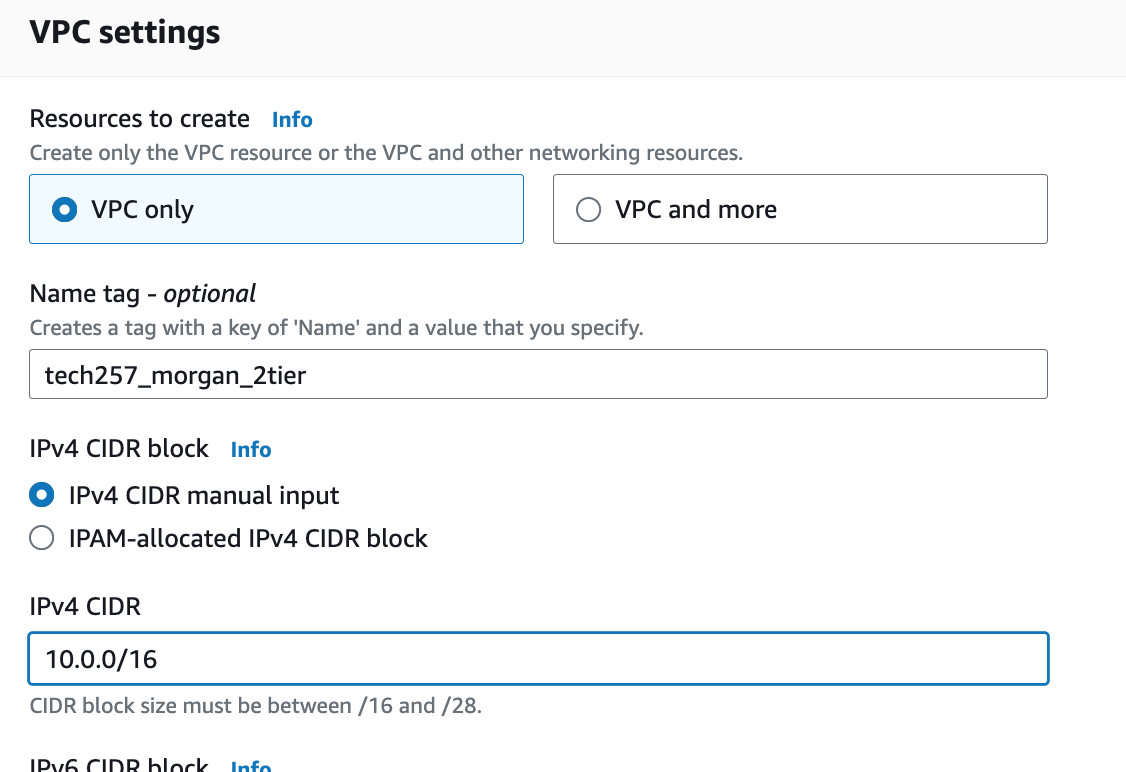 VPC settings
Resources to create Info
Create only the VPC resource or the VPC and other networking resources.
VPC only VPC and more
Name tag - optional
Creates a tag with a key of 'Name' and a value that you specify.
tech257_morgan_2tier
IPv4 CIDR block Info
IPv4 CIDR manual input
IPAM-allocated IPv4 CIDR block
IPv4 CIDR
10.0.0/16
CIDR block size must be between /16 and /28.
IPv6 CIDR block Info